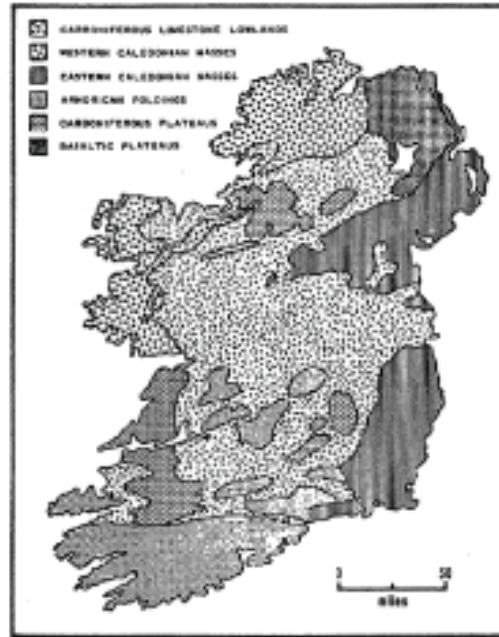 CARBONIFEROUS LIMESTONE LOWLANDS
WESTERN CALEDONIAN MASSES
EASTERN CALEDONIAN MASSES
ARMORICAN FOLDINGS
CARBONIFEROUS PLATEAUS
BASALTIC PLATEAUS
0 50
miles